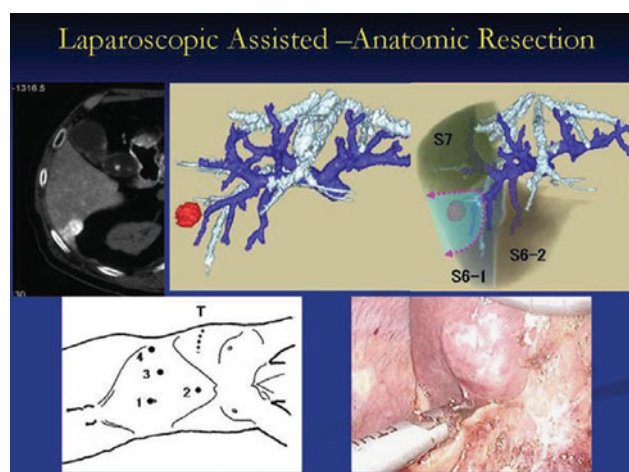 Laparoscopic Assisted –Anatomic Resection
-1316.5
30
S7
S6-1
S6-2
T
4
3
2
1